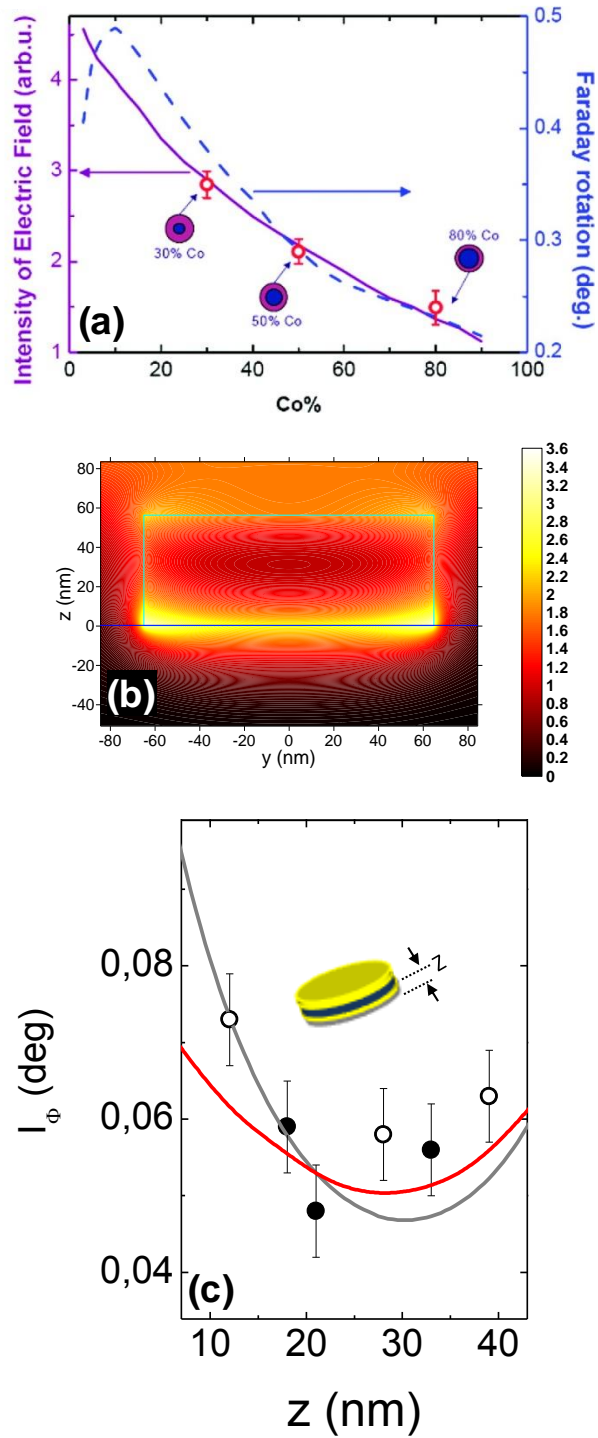 Intensity of Electric Field (arb.u.)
4
3
2
1
0.5
0.4
0.3
0.2
Faraday rotation (deg.)
30% Co
50% Co
80% Co
(a)
0 20 40 60 80 100
Co%
z (nm)
80
60
40
20
0
-20
-40
(b)
-80 -60 -40 -20 0 20 40 60 80
y (nm)
3.6
3.4
3.2
3
2.8
2.6
2.4
2.2
2
1.8
1.6
1.4
1.2
1
0.8
0.6
0.4
0.2
0
I_Φ (deg)
0,08
0,06
0,04
z
(c)
10 20 30 40
z (nm)